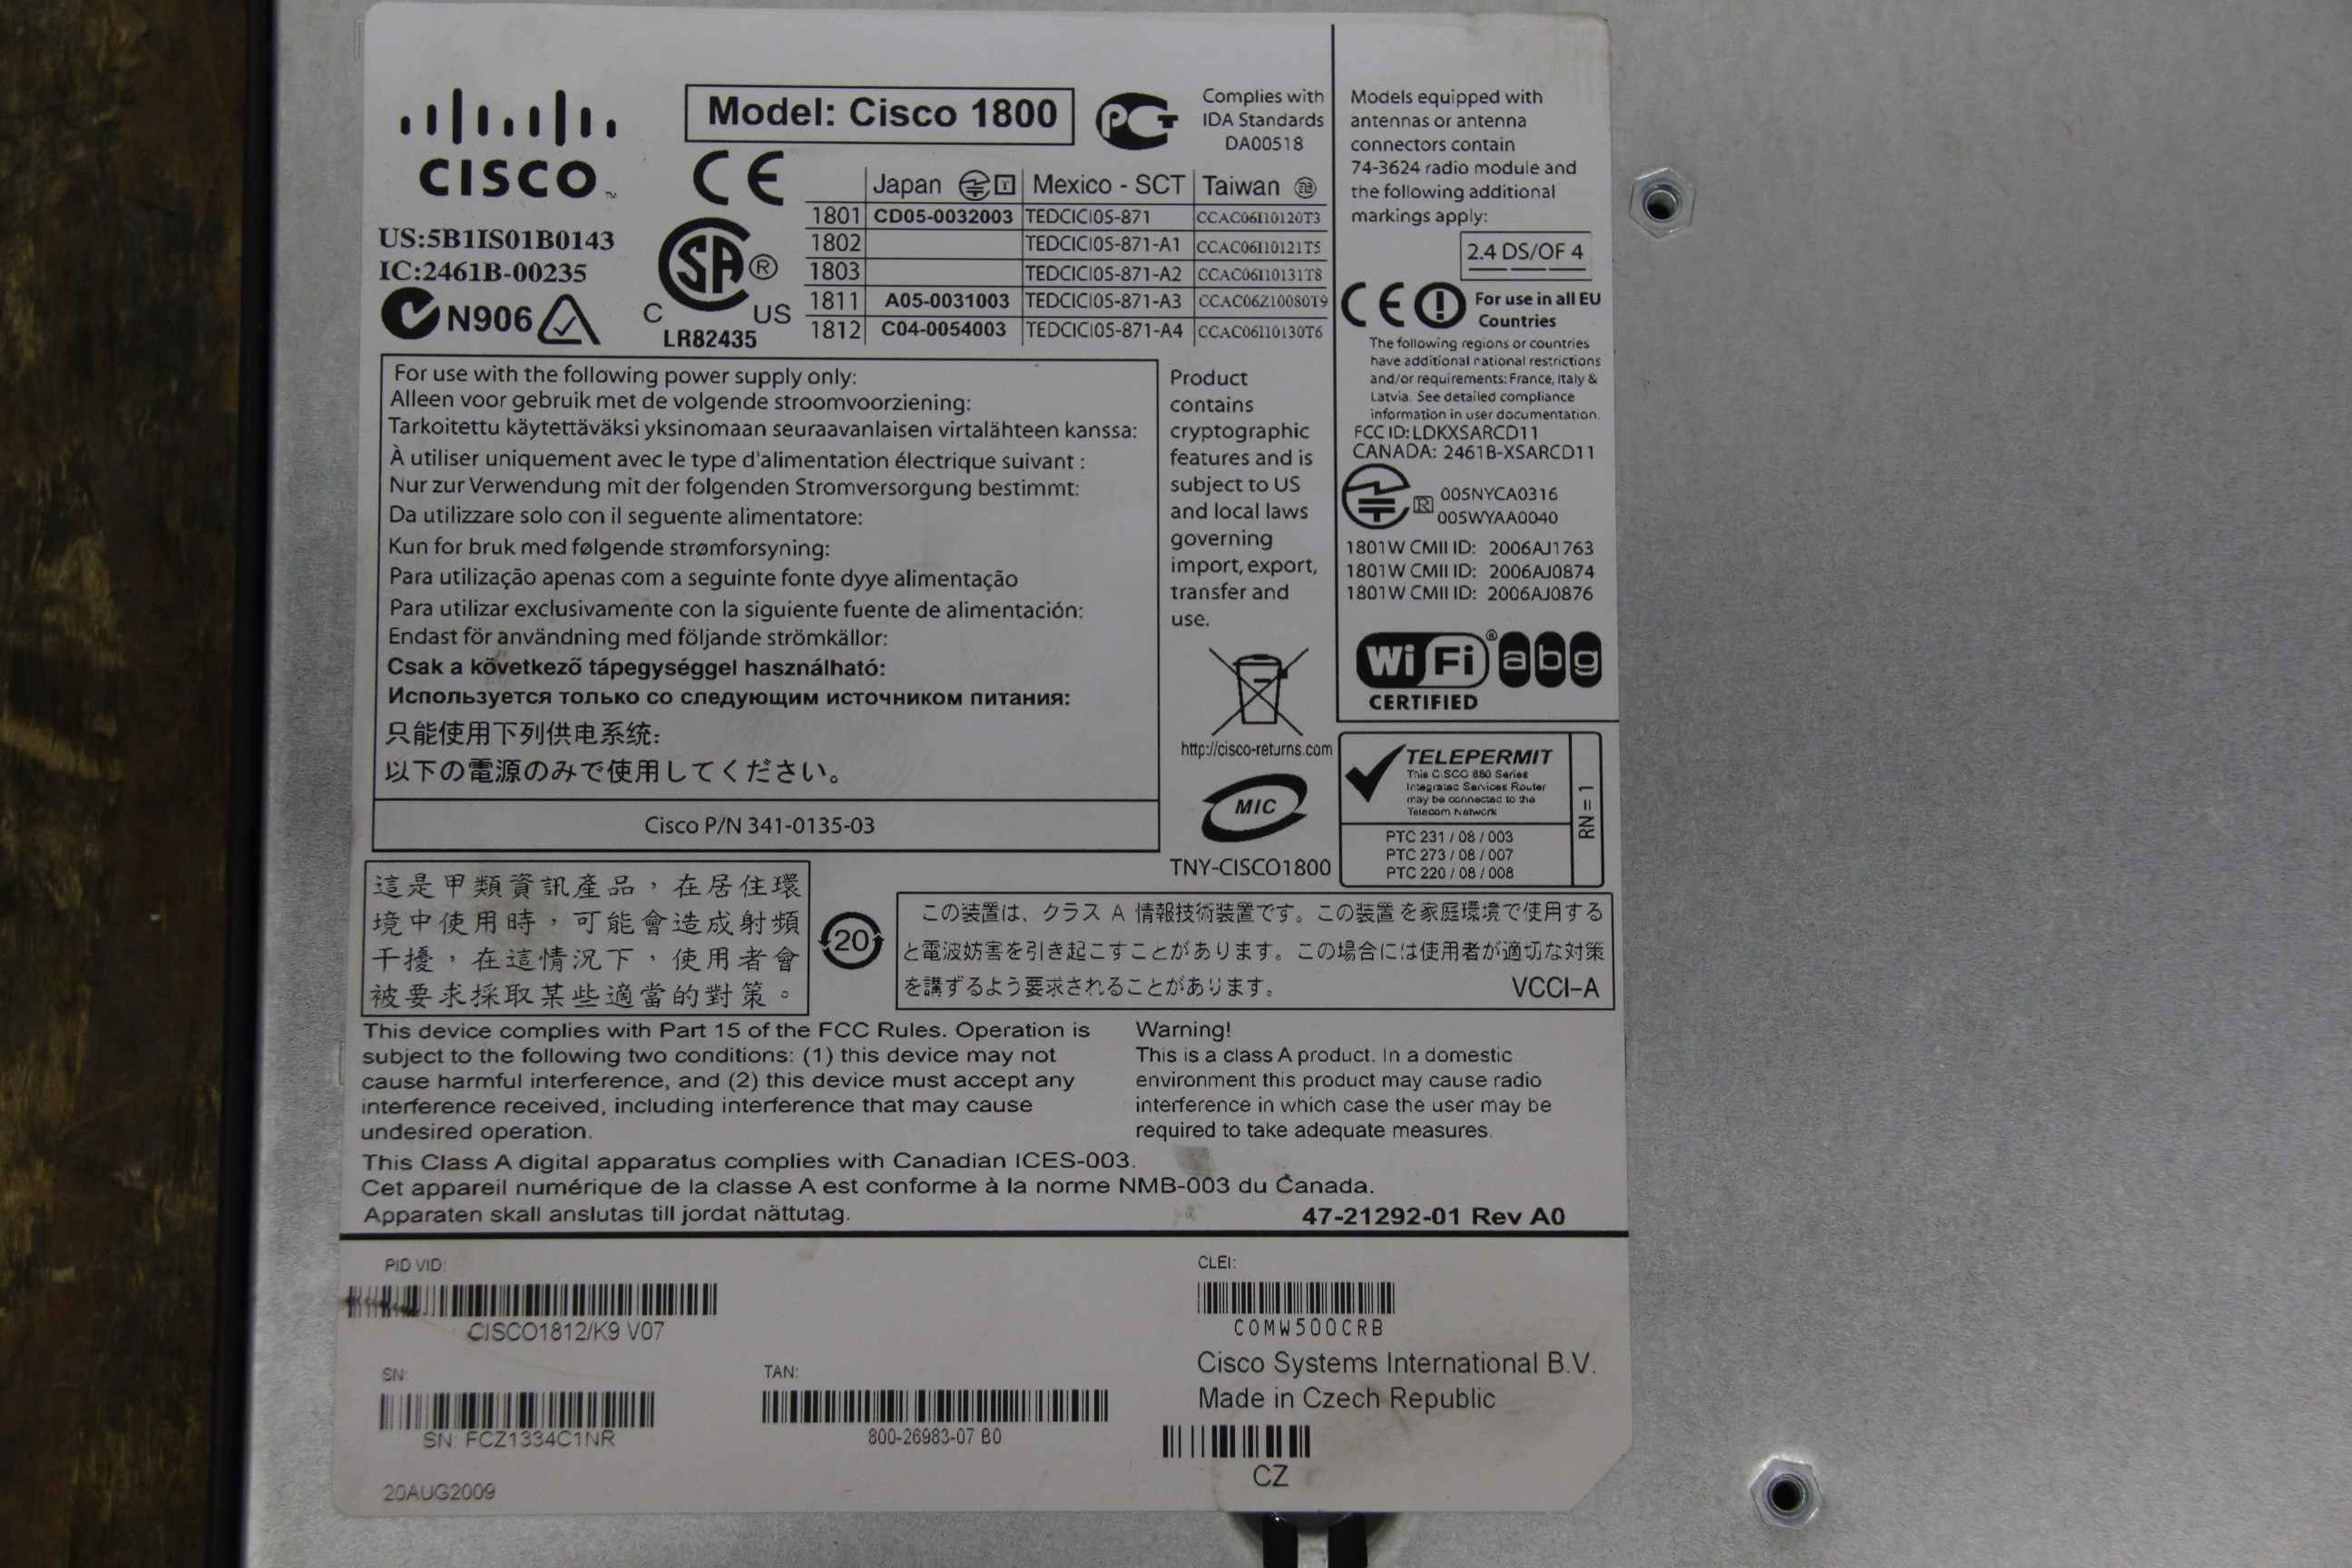 CISCO
Model: Cisco 1800
Complies with
IDA Standards
DA00518
US:5B1IS01B0143
IC:2461B-00235
N906
CE
SA ®
C US
LR82435
Japan T Mexico - SCT Taiwan
1801 CD05-0032003 TEDCICI05-871 CCAC06I10120T3
1802 TEDCICI05-871-A1 CCAC06I10121T5
1803 TEDCICI05-871-A2 CCAC06I10131T8
1811 A05-0031003 TEDCICI05-871-A3 CCAC06Z10080T9
1812 C04-0054003 TEDCICI05-871-A4 CCAC06I10130T6
Models equipped with
antennas or antenna
connectors contain
74-3624 radio module and
the following additional
markings apply:
2.4 DS/OF 4
CE
For use in all EU
Countries
The following regions or countries
have additional national restrictions
and/or requirements: France, Italy &
Latvia. See detailed compliance
information in user documentation.
FCC ID: LDKXSARCD11
CANADA: 2461B-XSARCD11
R 005NYCA0316
005WYAA0040
1801W CMII ID: 2006AJ1763
1801W CMII ID: 2006AJ0874
1801W CMII ID: 2006AJ0876
Wi Fi ® a b g
CERTIFIED
For use with the following power supply only:
Alleen voor gebruik met de volgende stroomvoorziening:
Tarkoitettu käytettäväksi yksinomaan seuraavanlaisen virtalähteen kanssa:
À utiliser uniquement avec le type d'alimentation électrique suivant :
Nur zur Verwendung mit der folgenden Stromversorgung bestimmt:
Da utilizzare solo con il seguente alimentatore:
Kun for bruk med følgende strømforsyning:
Para utilização apenas com a seguinte fonte dyye alimentação
Para utilizar exclusivamente con la siguiente fuente de alimentación:
Endast för användning med följande strömkällor:
Csak a következő tápegységgel használható:
Используется только со следующим источником питания:
只能使用下列供电系统:
以下の電源のみで使用してください。
Cisco P/N 341-0135-03
Product
contains
cryptographic
features and is
subject to US
and local laws
governing
import, export,
transfer and
use.
http://cisco-returns.com
MIC
TNY-CISCO1800
TELEPERMIT
This CISCO 880 Series
Integrated Services Router
may be connected to the
Telecom Network
PTC 231 / 08 / 003
PTC 273 / 08 / 007
PTC 220 / 08 / 008
RN = 1
這是甲類資訊產品，在居住環
境中使用時，可能會造成射頻
干擾，在這情況下，使用者會
被要求採取某些適當的對策。
20
この装置は、クラス A 情報技術装置です。この装置を家庭環境で使用する
と電波妨害を引き起こすことがあります。この場合には使用者が適切な対策
を講ずるよう要求されることがあります。 VCCI-A
This device complies with Part 15 of the FCC Rules. Operation is
subject to the following two conditions: (1) this device may not
cause harmful interference, and (2) this device must accept any
interference received, including interference that may cause
undesired operation.
Warning!
This is a class A product. In a domestic
environment this product may cause radio
interference in which case the user may be
required to take adequate measures.
This Class A digital apparatus complies with Canadian ICES-003.
Cet appareil numérique de la classe A est conforme à la norme NMB-003 du Canada.
Apparaten skall anslutas till jordat nättutag.
47-21292-01 Rev A0
PID VID:
CISCO1812/K9 V07
CLEI:
COMW500CRB
SN:
SN: FCZ1334C1NR
TAN:
800-26983-07 B0
Cisco Systems International B.V.
Made in Czech Republic
CZ
20AUG2009